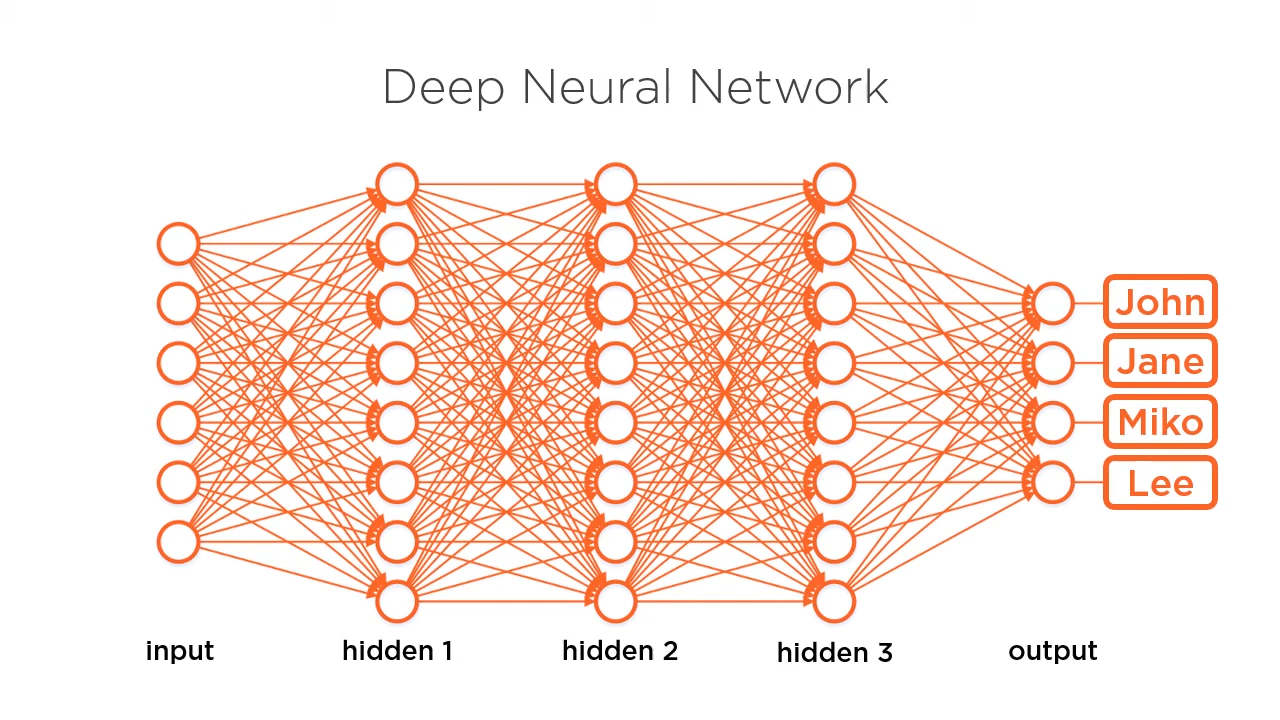 Deep Neural Network
John
Jane
Miko
Lee
input
hidden 1
hidden 2
hidden 3
output